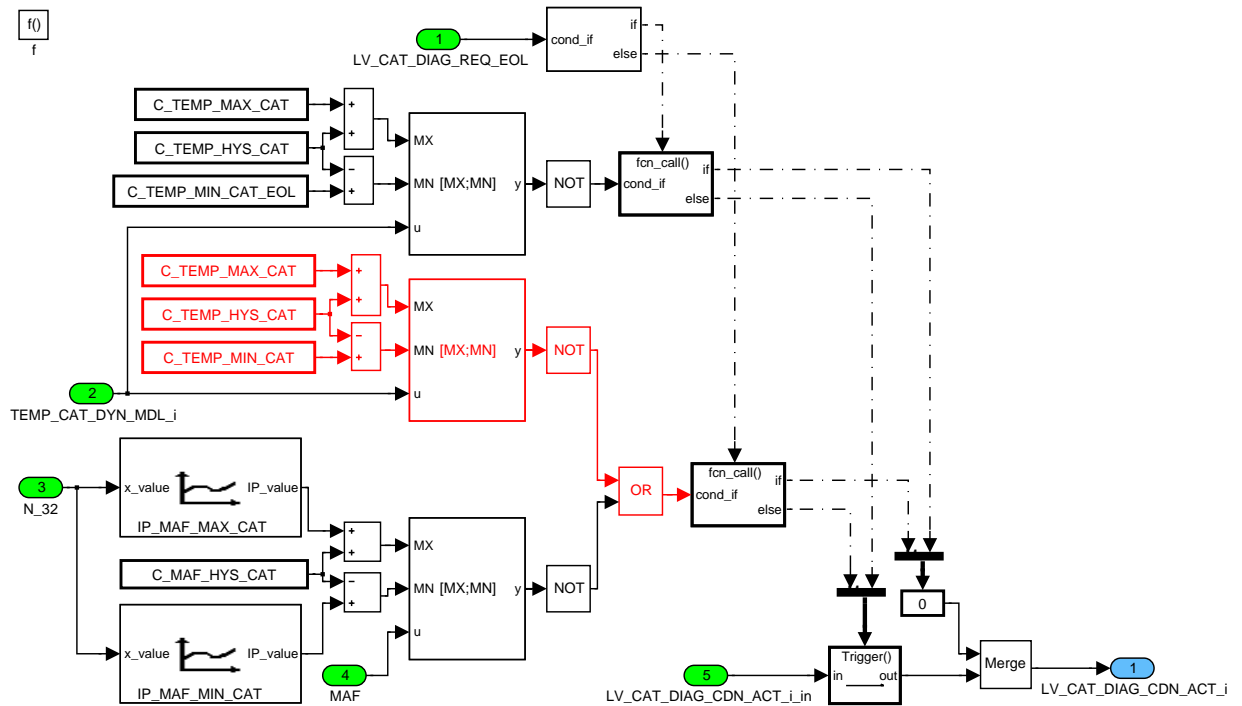 f()
f
1
LV_CAT_DIAG_REQ_EOL
cond_if
if
else
C_TEMP_MAX_CAT
C_TEMP_HYS_CAT
C_TEMP_MIN_CAT_EOL
+
+
−
+
MX
MN
[MX;MN]
y
u
NOT
fcn_call()
cond_if
if
else
C_TEMP_MAX_CAT
C_TEMP_HYS_CAT
C_TEMP_MIN_CAT
+
+
−
+
MX
MN
[MX;MN]
y
u
NOT
2
TEMP_CAT_DYN_MDL_i
3
N_32
x_value
IP_value
IP_MAF_MAX_CAT
C_MAF_HYS_CAT
x_value
IP_value
IP_MAF_MIN_CAT
+
+
−
+
MX
MN
[MX;MN]
y
u
NOT
4
MAF
OR
fcn_call()
cond_if
if
else
0
5
LV_CAT_DIAG_CDN_ACT_i_in
Trigger()
in
out
Merge
1
LV_CAT_DIAG_CDN_ACT_i